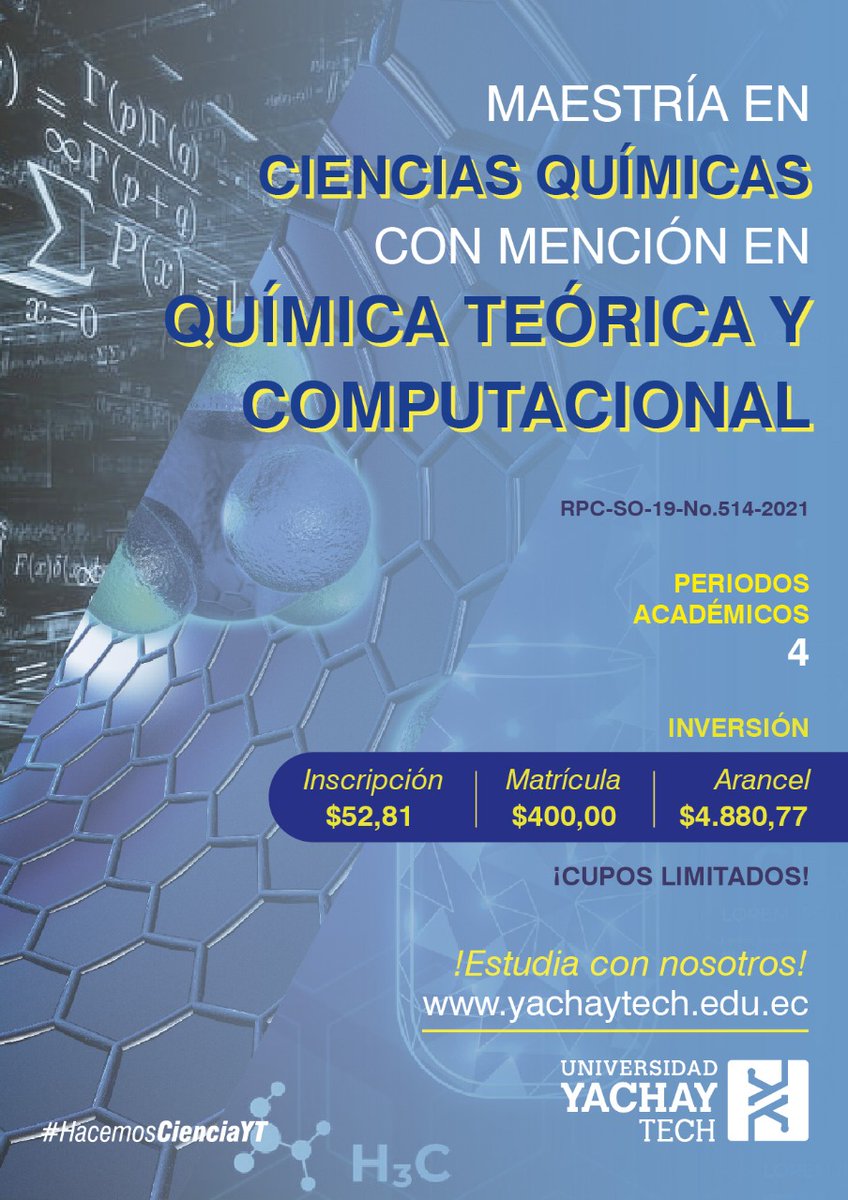 MAESTRÍA EN
CIENCIAS QUÍMICAS
CON MENCIÓN EN
QUÍMICA TEÓRICA Y
COMPUTACIONAL
RPC-SO-19-No.514-2021
PERIODOS
ACADÉMICOS
4
INVERSIÓN
Inscripción Matrícula Arancel
$52,81 $400,00 $4.880,77
¡CUPOS LIMITADOS!
!Estudia con nosotros!
www.yachaytech.edu.ec
UNIVERSIDAD
YACHAY
TECH
#HacemosCienciaYT
H₃C
= Γ(p)Γ(q)
Γ(p+q)
∞
∑ P(x) = 1
x=0